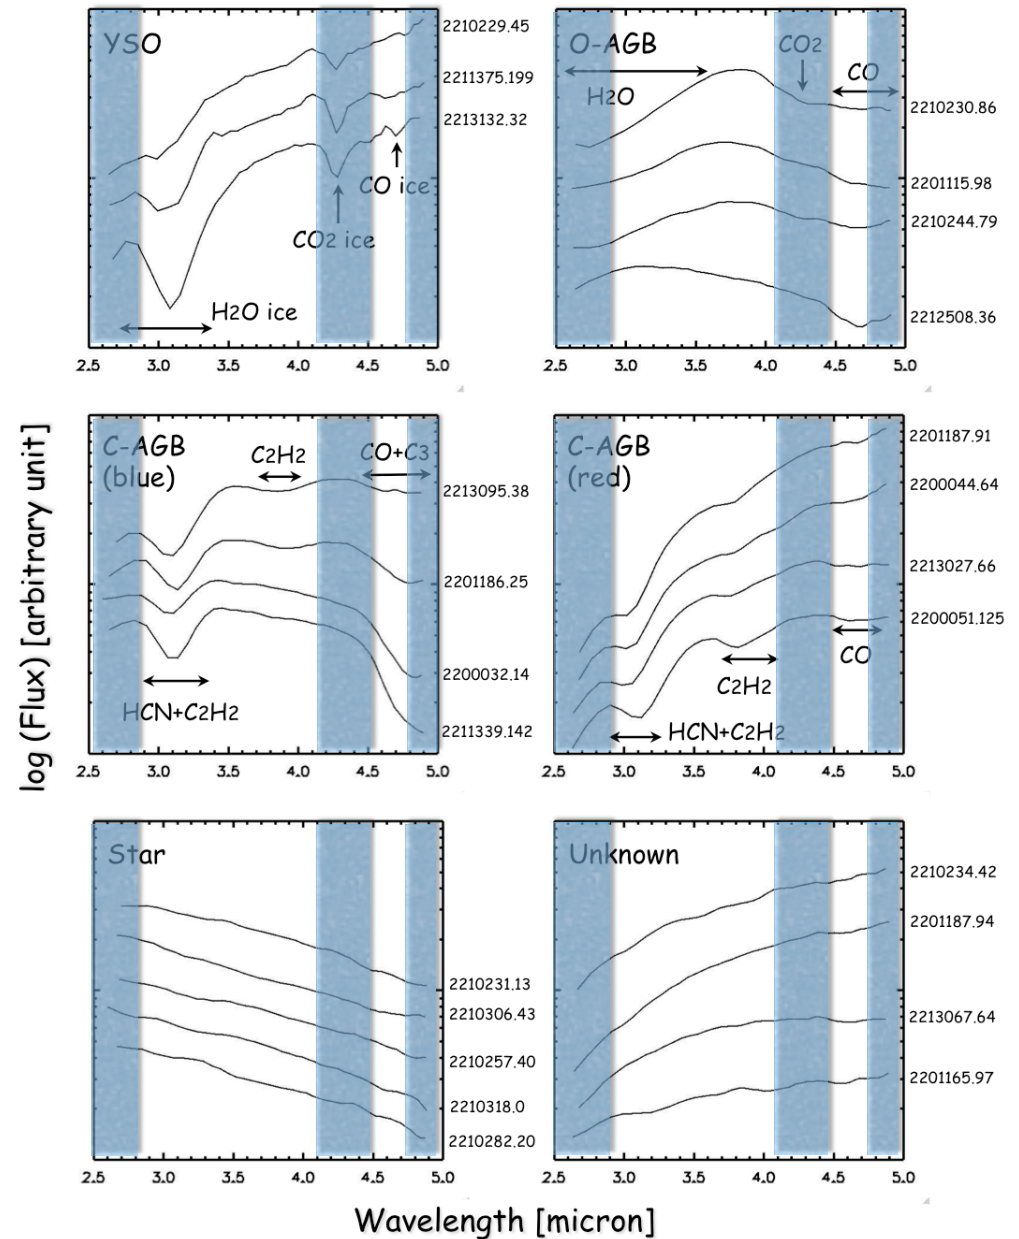 YSO
2210229.45
2211375.199
2213132.32
CO ice
CO2 ice
H2O ice
2.5 3.0 3.5 4.0 4.5 5.0
O-AGB
CO2
CO
H2O
2210230.86
2201115.98
2210244.79
2212508.36
2.5 3.0 3.5 4.0 4.5 5.0
log (Flux) [arbitrary unit]
C-AGB
(blue)
C2H2
CO+C3
2213095.38
2201186.25
2200032.14
HCN+C2H2
2211339.142
2.5 3.0 3.5 4.0 4.5 5.0
C-AGB
(red)
2201187.91
2200044.64
2213027.66
2200051.125
CO
C2H2
HCN+C2H2
2.5 3.0 3.5 4.0 4.5 5.0
Star
2210231.13
2210306.43
2210257.40
2210318.0
2210282.20
2.5 3.0 3.5 4.0 4.5 5.0
Unknown
2210234.42
2201187.94
2213067.64
2201165.97
2.5 3.0 3.5 4.0 4.5 5.0
Wavelength [micron]